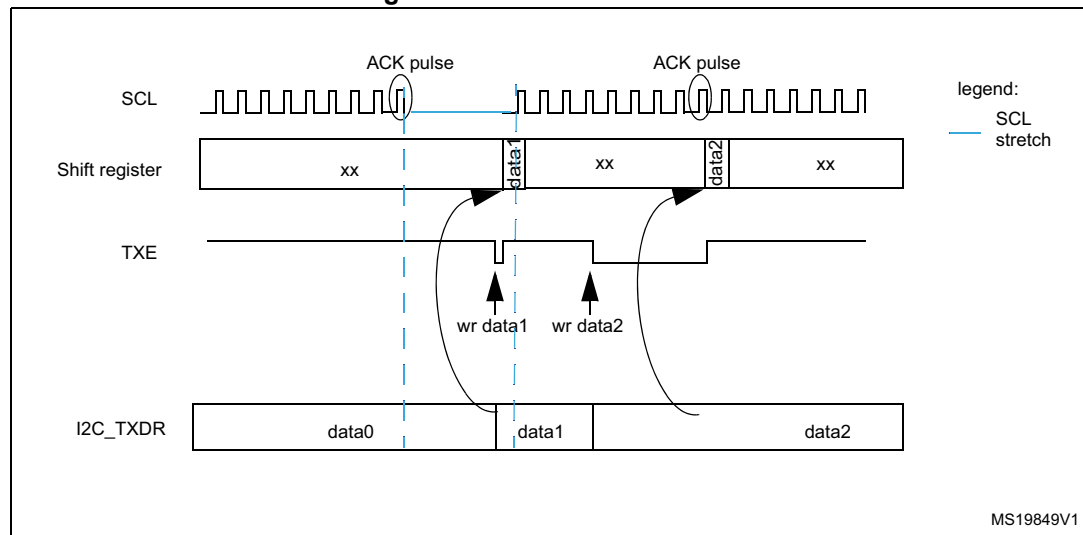 ACK pulse ACK pulse
legend:
SCL
SCL
stretch
Shift register xx data1 xx data2 xx
TXE
wr data1 wr data2
I2C_TXDR data0 data1 data2
MS19849V1